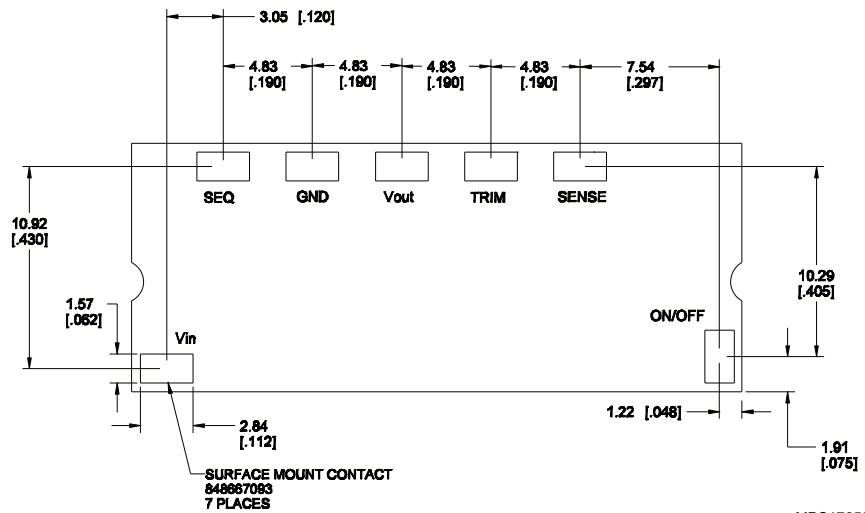 3.05 [.120]
4.83
[.190]
4.83
[.190]
4.83
[.190]
4.83
[.190]
7.54
[.297]
SEQ
GND
Vout
TRIM
SENSE
10.92
[.430]
10.29
[.405]
1.57
[.062]
Vin
ON/OFF
2.84
[.112]
1.22 [.048]
1.91
[.075]
SURFACE MOUNT CONTACT
848667093
7 PLACES